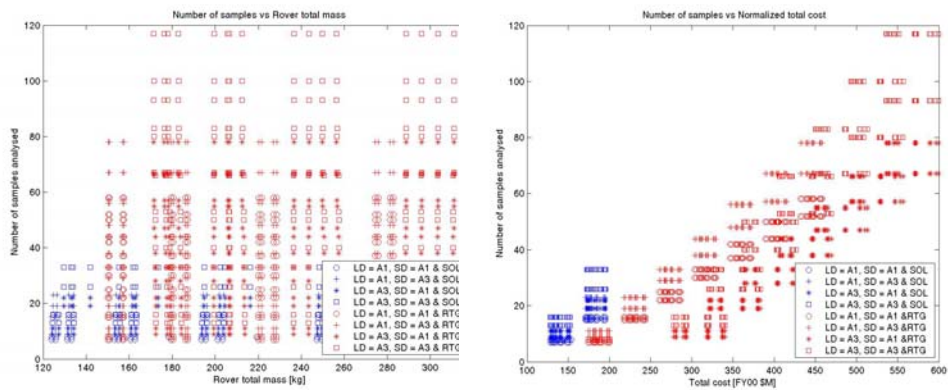 Number of samples vs Rover total mass
120
100
80
60
40
20
0
Number of samples analysed
120 140 160 180 200 220 240 260 280 300
Rover total mass [kg]
LD = A1, SD = A1 & SOL
LD = A1, SD = A3 & SOL
LD = A3, SD = A1 & SOL
LD = A3, SD = A3 & SOL
LD = A1, SD = A1 & RTG
LD = A1, SD = A3 & RTG
LD = A3, SD = A1 & RTG
LD = A3, SD = A3 & RTG
Number of samples vs Normalized total cost
120
100
80
60
40
20
0
Number of samples analysed
100 150 200 250 300 350 400 450 500 550 600
Total cost [FY00 $M]
LD = A1, SD = A1 & SOL
LD = A1, SD = A3 & SOL
LD = A3, SD = A1 & SOL
LD = A3, SD = A3 & SOL
LD = A1, SD = A1 &RTG
LD = A1, SD = A3 &RTG
LD = A3, SD = A1 &RTG
LD = A3, SD = A3 &RTG